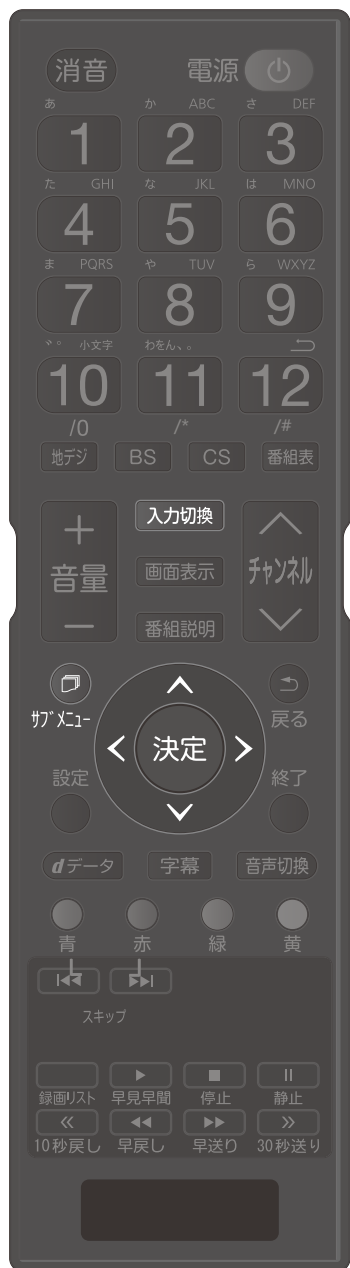 消音 電源
あ か ABC さ DEF
1 2 3
た GHI な JKL は MNO
4 5 6
ま PQRS や TUV ら WXYZ
7 8 9
゛゜ 小文字 わをん、。
10 11 12
/0 /* /#
地デジ BS CS 番組表
入力切換
+
音量
−
画面表示
チャンネル
番組説明
サブメニュー
戻る
決定
設定
終了
dデータ 字幕 音声切換
青 赤 緑 黄
スキップ
録画リスト 早見早聞 停止 静止
10秒戻し 早戻し 早送り 30秒送り